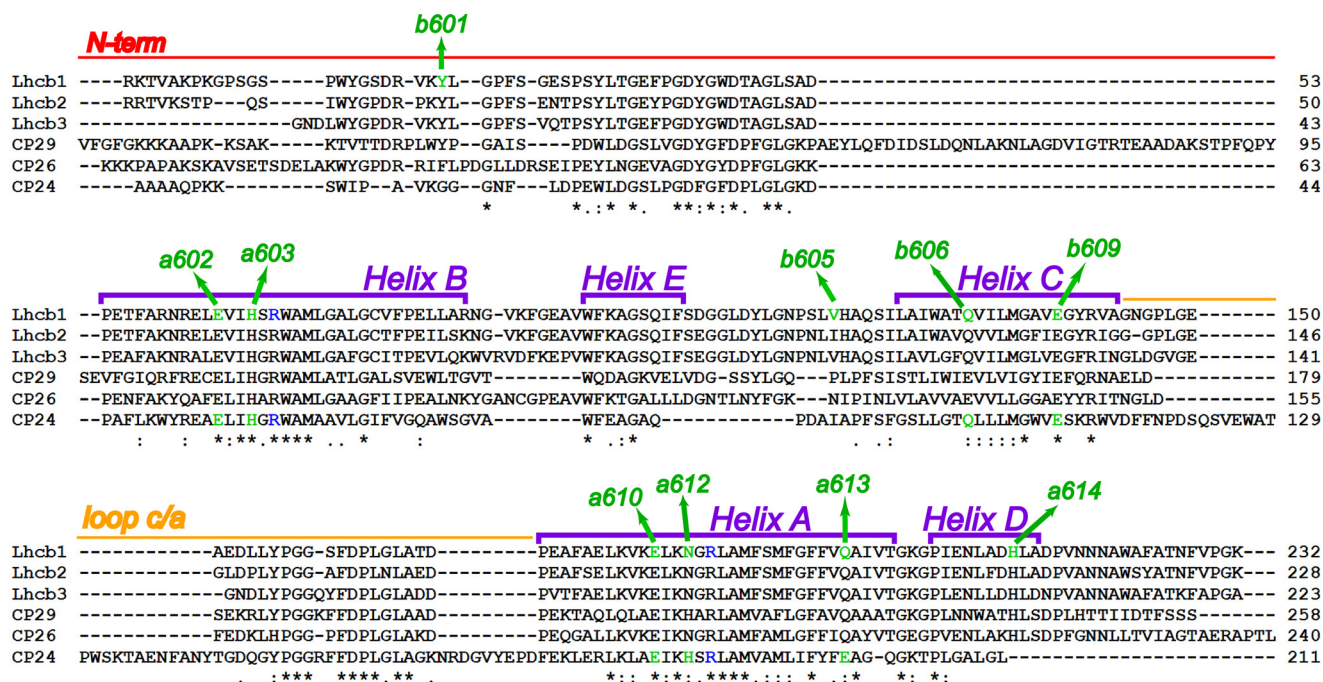 b601
N-term
Lhcb1 ----RKTVAKPKGPSGS-----PWYGSDR-VKYL--GPFS-GESPSYLTGEFPGDYGWDTAGLSAD----------------------------------------- 53
Lhcb2 ----RRTVKSTP---QS-----IWYGPDR-PKYL--GPFS-ENTPSYLTGEYPGDYGWDTAGLSAD----------------------------------------- 50
Lhcb3 -------------------GNDLWYGPDR-VKYL--GPFS-VQTPSYLTGEFPGDYGWDTAGLSAD----------------------------------------- 43
CP29 VFGFGKKKAAPK-KSAK-----KTVTTDRPLWYP--GAIS---PDWLDGSLVGDYGFDPFGLGKPAEYLQFDIDSLDQNLAKNLAGDVIGTRTEAADAKSTPFQPY 95
CP26 --KKKPAPAKSKAVSETSDELAKWYGPDR-RIFLPDGLLDRSEIPEYLNGEVAGDYGYDPFGLGKK----------------------------------------- 63
CP24 ----AAAAQPKK---------SWIP--A-VKGG--GNF---LDPEWLDGSLPGDFGFDPLGLGKD----------------------------------------- 44
* *.:* *. **:*:** **.
a602 a603 Helix B Helix E b605 b606 Helix C b609
Lhcb1 --PETFARNRELEVIHSRWAMLGALGCVFPELLARNG-VKFGEAVWFKAGSQIFSDGGLDYLGNPSLVHAQSILAIWATQVILMGAVEGYRVAGNGPLGE------ 150
Lhcb2 --PETFAKNRELEVIHSRWAMLGALGCTFPEILSKNG-VKFGEAVWFKAGSQIFSEGGLDYLGNPNLIHAQSILAIWAVQVVLMGFIEGYRIGG-GPLGE------ 146
Lhcb3 --PEAFAKNRALEVIHGRWAMLGAFGCITPEVLQKWVRVDFKEPVWFKAGSQIFSEGGLDYLGNPNLVHAQSILAVLGFQVILMGLVEGFRINGLDGVGE------ 141
CP29 SEVFGIQRFRECELIHGRWAMLATLGALSVEWLTGVT-------WQDAGKVELVDG-SSYLGQ--PLPFSISTLIWIEVLVIGYIEFQRNAELD------------ 179
CP26 --PENFAKYQAFELIHARWAMLGAAGFIIPEALNKYGANCGPEAVWFKTGALLLDGNTLNYFGK---NIPINLVLAVVAEVVLLGGAEYYRITNGLD--------- 155
CP24 --PAFLKWYREAELIHGRWAMAAVLGIFVGQAWSGVA-------WFEAGAQ---------PDAIAPFSFGSLLGTQLLLMGWVESKRWVDFFNPDSQSVEWAT 129
: : *:**.**** .. * : * .:* . .: :::: * *
loop c/a a610 a612 Helix A a613 Helix D a614
Lhcb1 ------------AEDLLYPGG-SFDPLGLATD-----------PEAFAELKVKELKNGRLAMFSMFGFFVQAIVTGKGPIENLADHLADPVNNNAWAFATNFVPGK--- 232
Lhcb2 ------------GLDPLYPGG-AFDPLNLAED-----------PEAFSELKVKELKNGRLAMFSMFGFFVQAIVTGKGPIENLFDHLADPVANNAWSYATNFVPGK--- 228
Lhcb3 -------------GNDLYPGGQYFDPLGLADD-----------PVTFAELKVKEIKNGRLAMFSMFGFFVQAIVTGKGPLENLLDHLDNPVANNAWAFATKFAPGA--- 223
CP29 ------------SEKRLYPGGKFFDPLGLAAD-----------PEKTAQLQLAEIKHARLAMVAFLGFAVQAAATGKGPLNNWATHLSDPLHTTIIDTFSSS------- 258
CP26 ------------FEDKLHPGG-PFDPLGLAKD-----------PEQGALLKVKEIKNGRLAMFAMLGFFIQAYVTGEGPVENLAKHLSDPFGNNLLTVIAGTAERAPTL 240
CP24 PWSKTAENFANYTGDQGYPGGRFFDPLGLAGKNRDGVYEPDFEKLERLKLAEIKHSRLAMVAMLIFYFEAG-QGKTPLGALGL------------------------- 211
. :*** ****.** . *:: *:*:.****.:::: * .:* *: *: